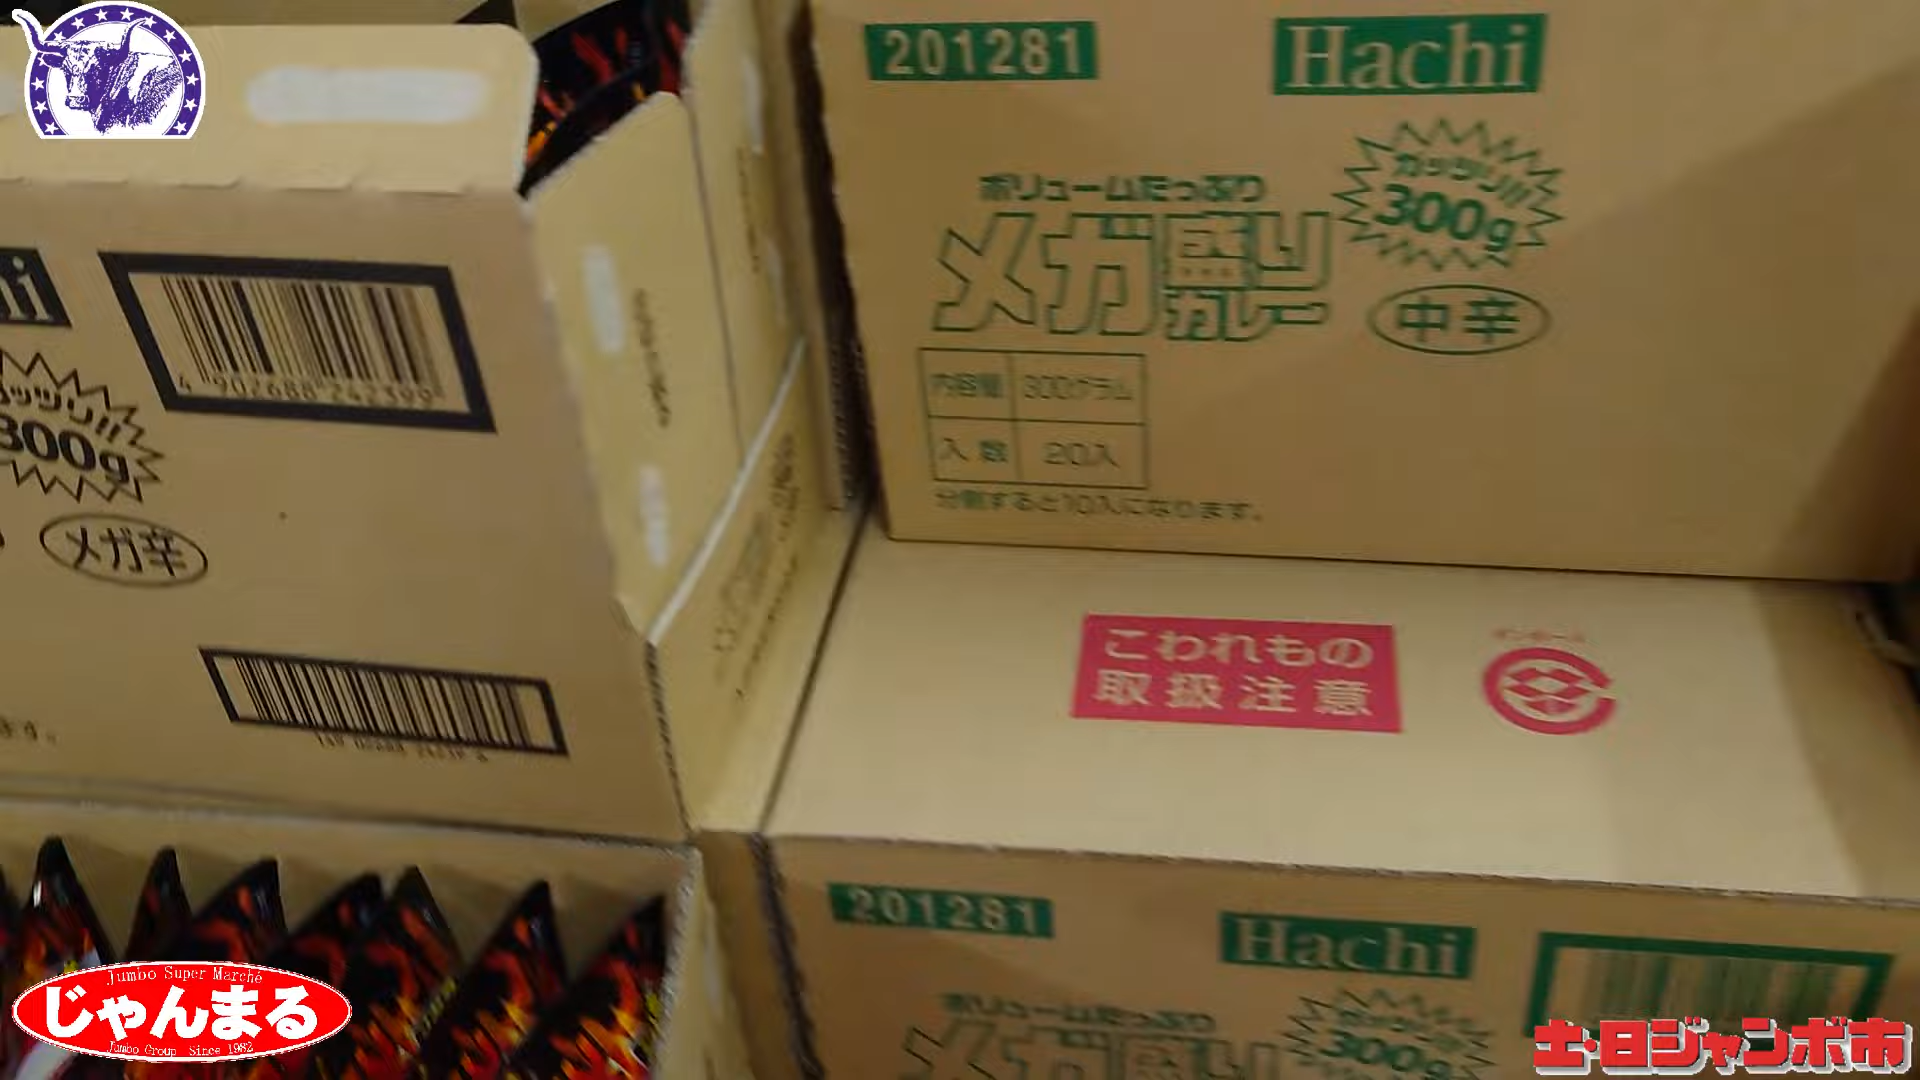 201281
Hachi
ボリュームたっぷり
メガ盛り
カレー
ガッツリ!!
300g
中辛
内容量 300グラム
入数 20入
分割すると10入になります。
4 902688 242399
ガッツリ!!
300g
メガ辛
ます。
こわれもの
取扱注意
201281
Hachi
ボリュームたっぷり
メガ盛り
300g
Jumbo Super Marché
じゃんまる
Jumbo Group Since 1982
土・日ジャンボ市